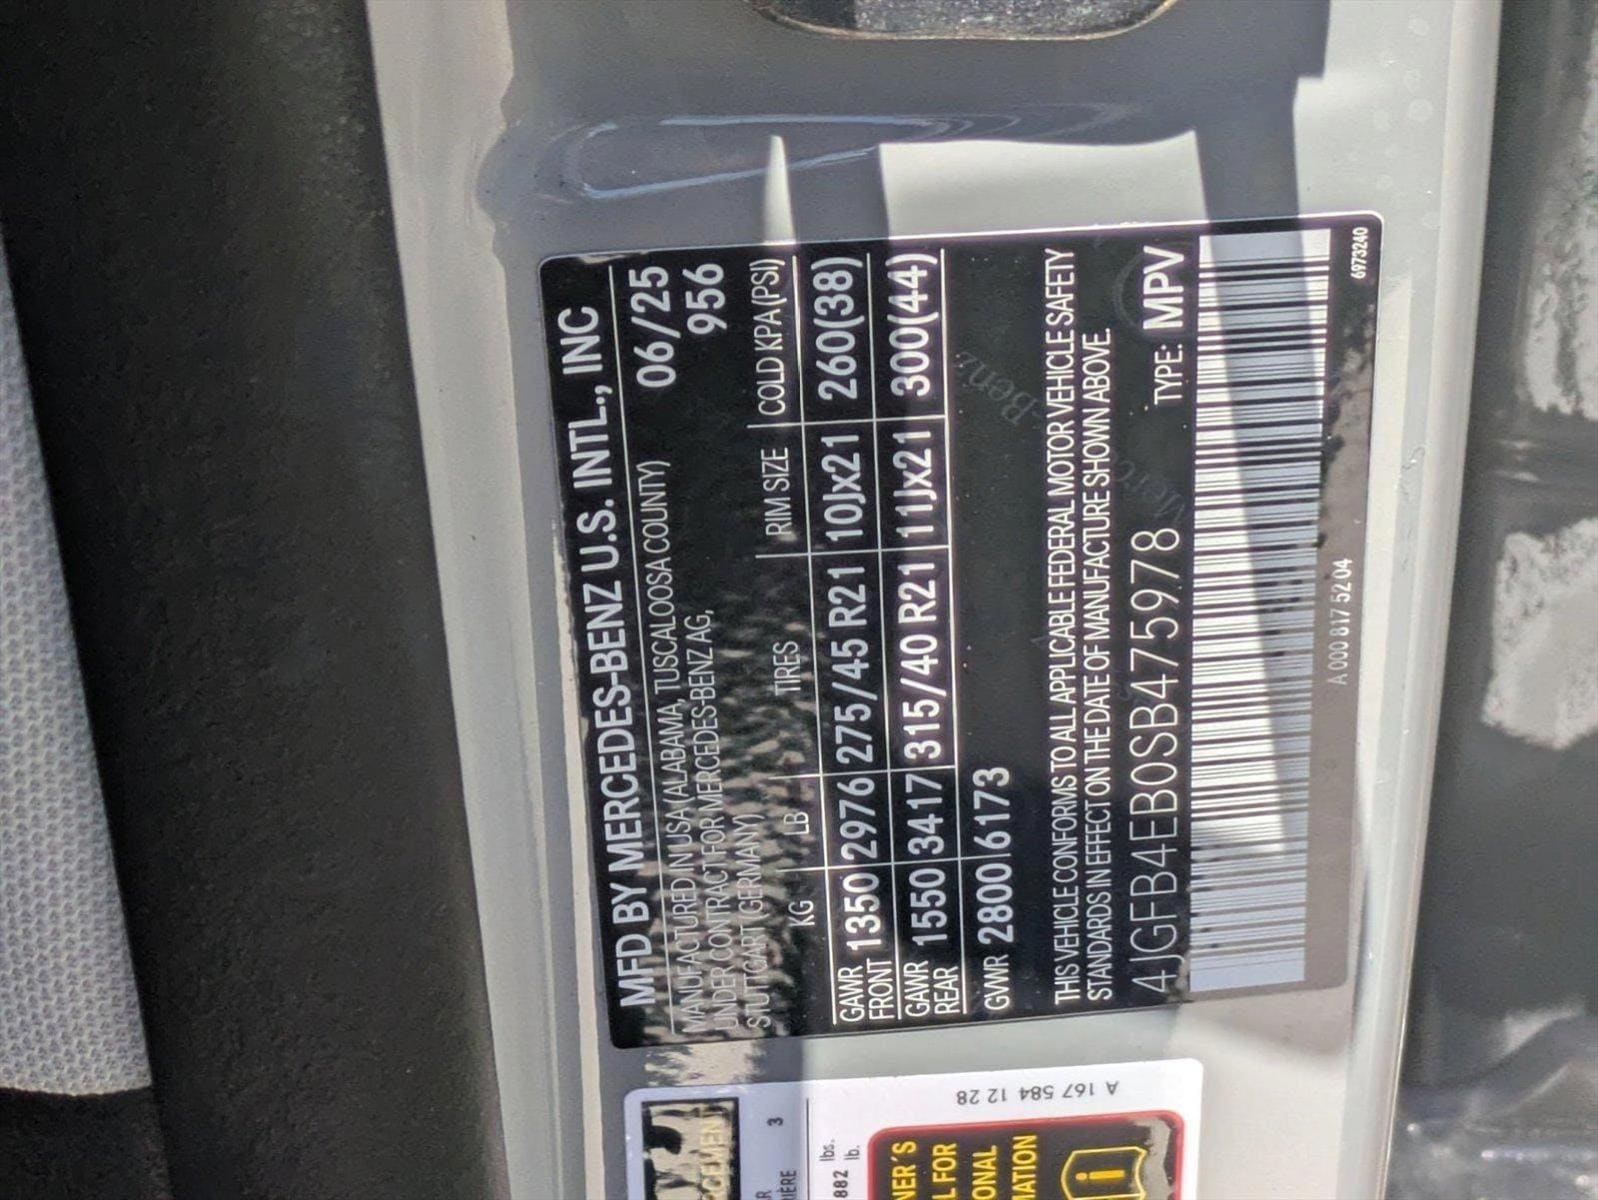 MFD BY MERCEDES-BENZ U.S. INTL., INC
MANUFACTURED IN USA (ALABAMA, TUSCALOOSA COUNTY) 06/25
UNDER CONTRACT FOR MERCEDES-BENZ AG, 956
STUTTGART (GERMANY)
KG LB TIRES RIM SIZE COLD KPA(PSI)
GAWR FRONT 1350 2976 275/45 R21 10Jx21 260(38)
GAWR REAR 1550 3417 315/40 R21 11Jx21 300(44)
GVWR 2800 6173
THIS VEHICLE CONFORMS TO ALL APPLICABLE FEDERAL MOTOR VEHICLE SAFETY
STANDARDS IN EFFECT ON THE DATE OF MANUFACTURE SHOWN ABOVE.
4JGFB4EB0SB475978 TYPE: MPV
A 000 817 52 04
6973240
A 167 584 12 28
3
882 lbs.
lb.